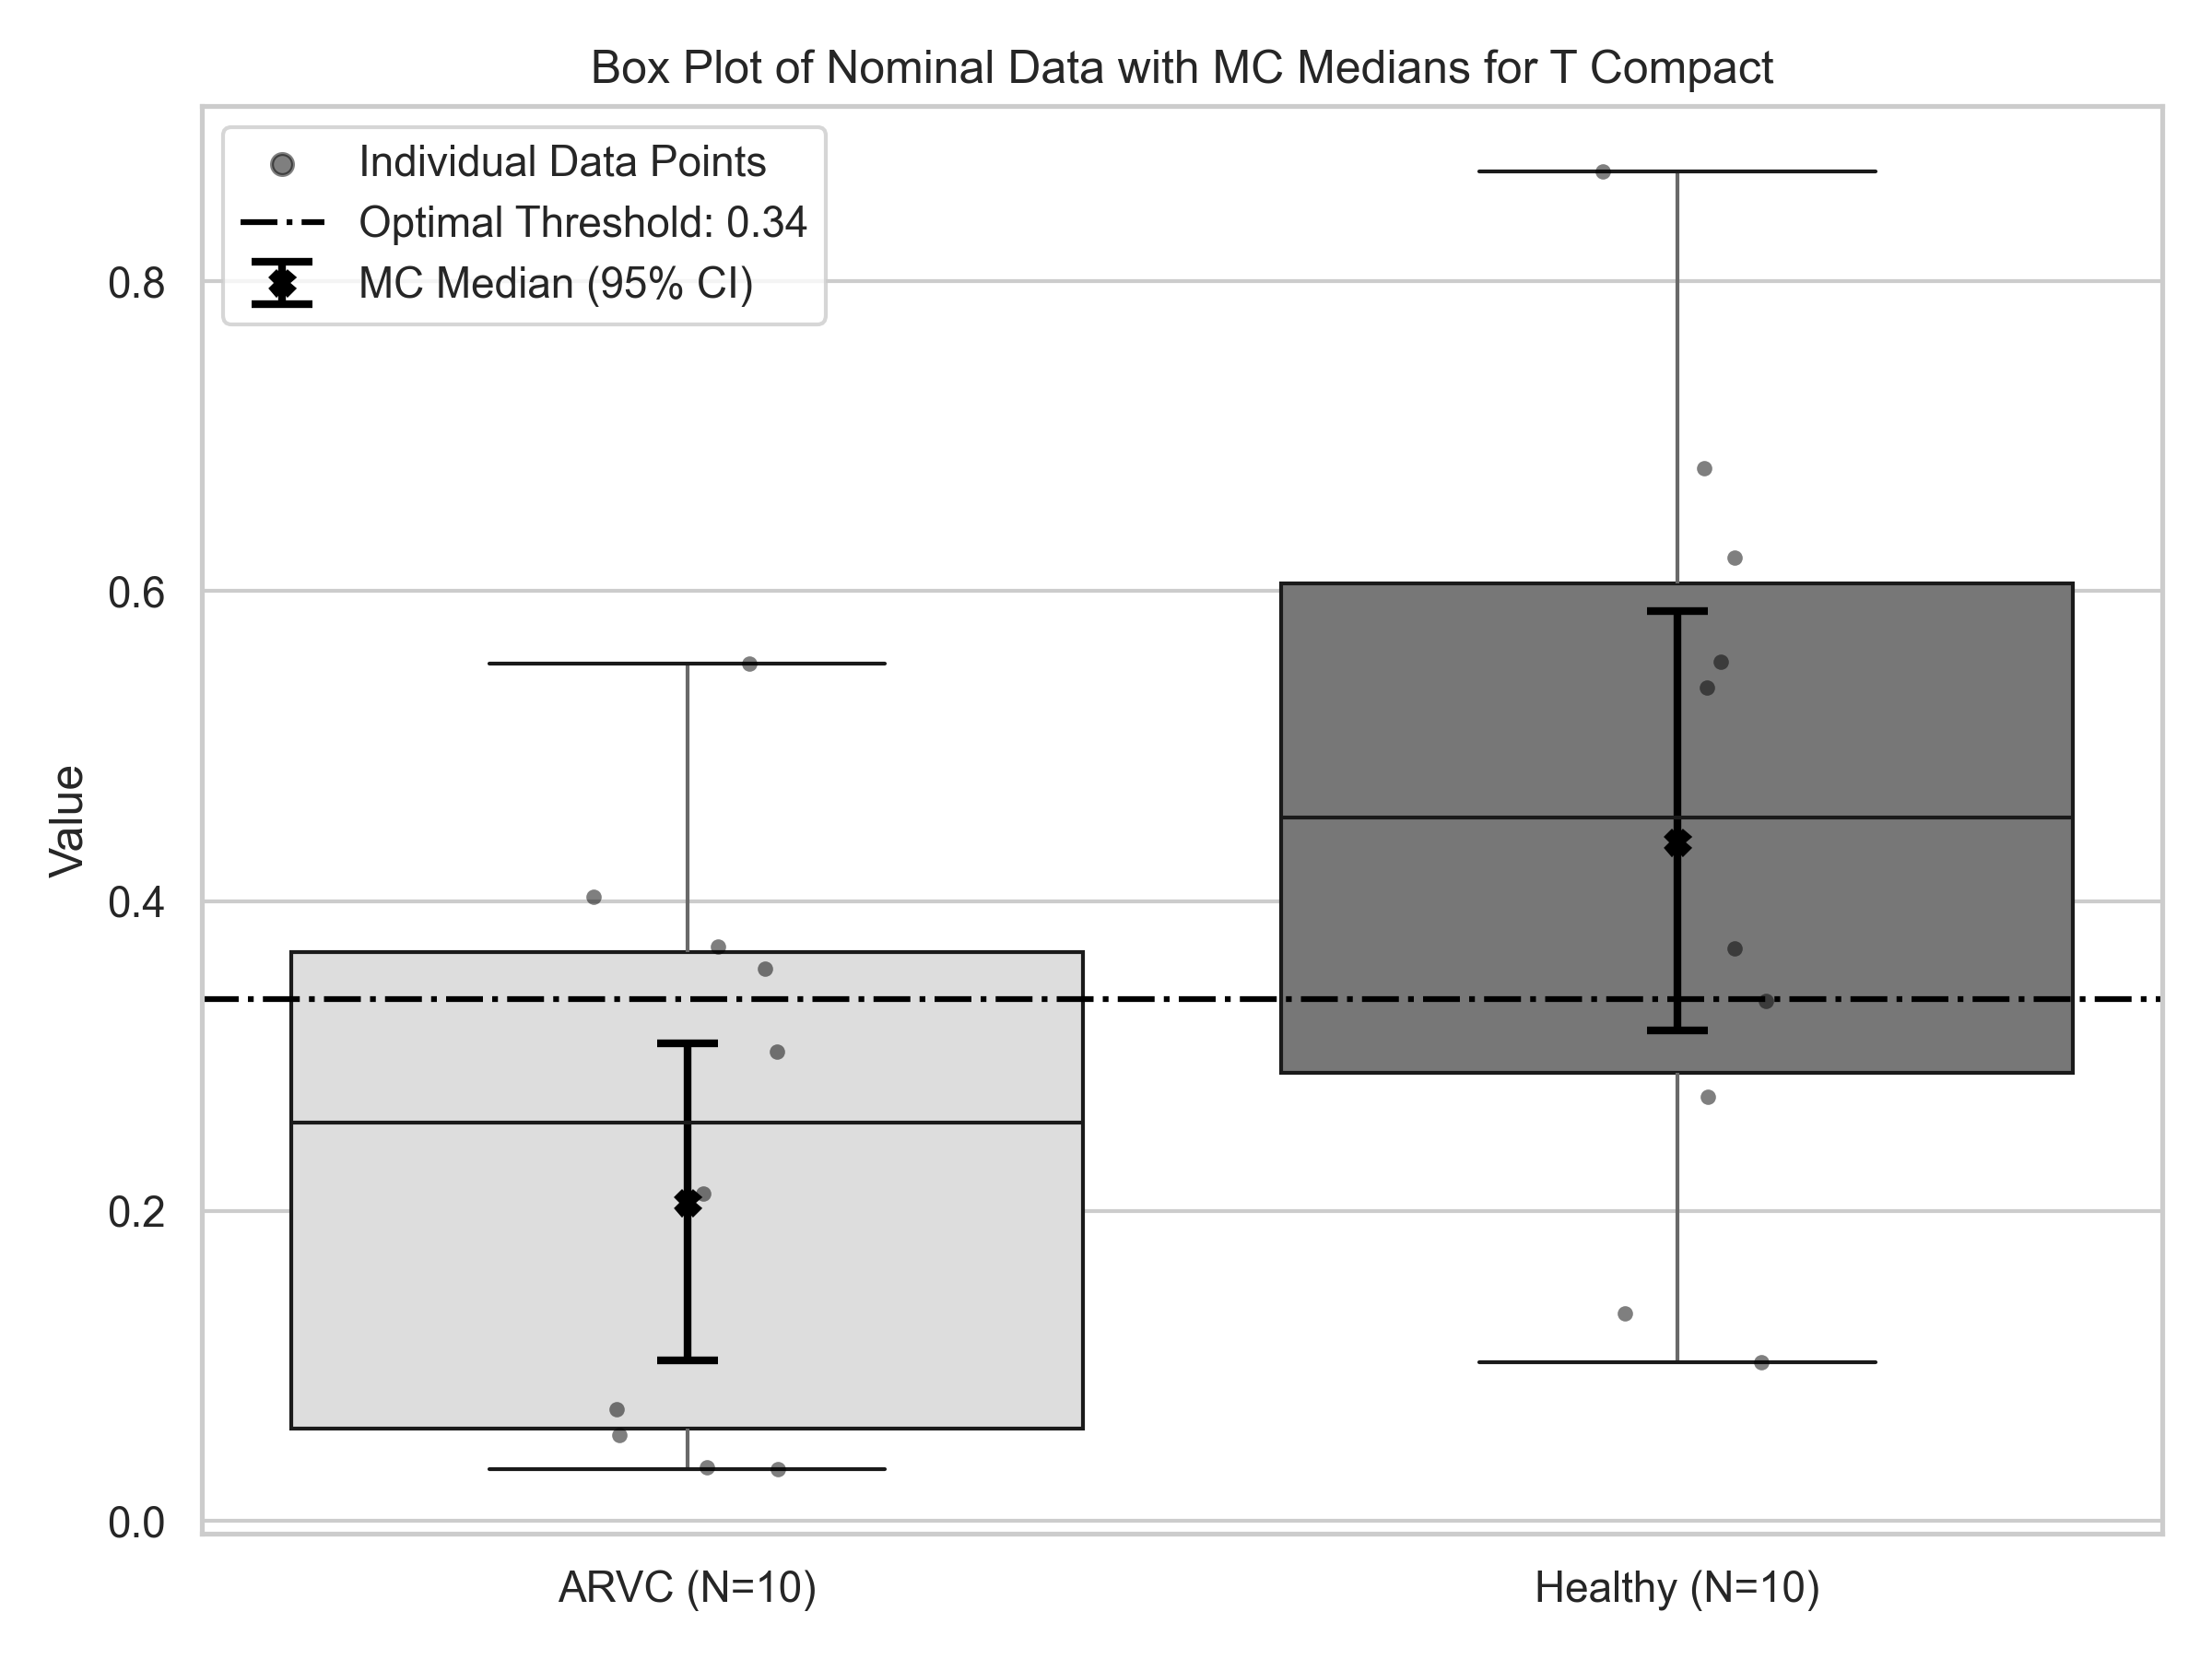 Box Plot of Nominal Data with MC Medians for T Compact
Individual Data Points
Optimal Threshold: 0.34
MC Median (95% CI)
Value
0.8
0.6
0.4
0.2
0.0
ARVC (N=10)
Healthy (N=10)